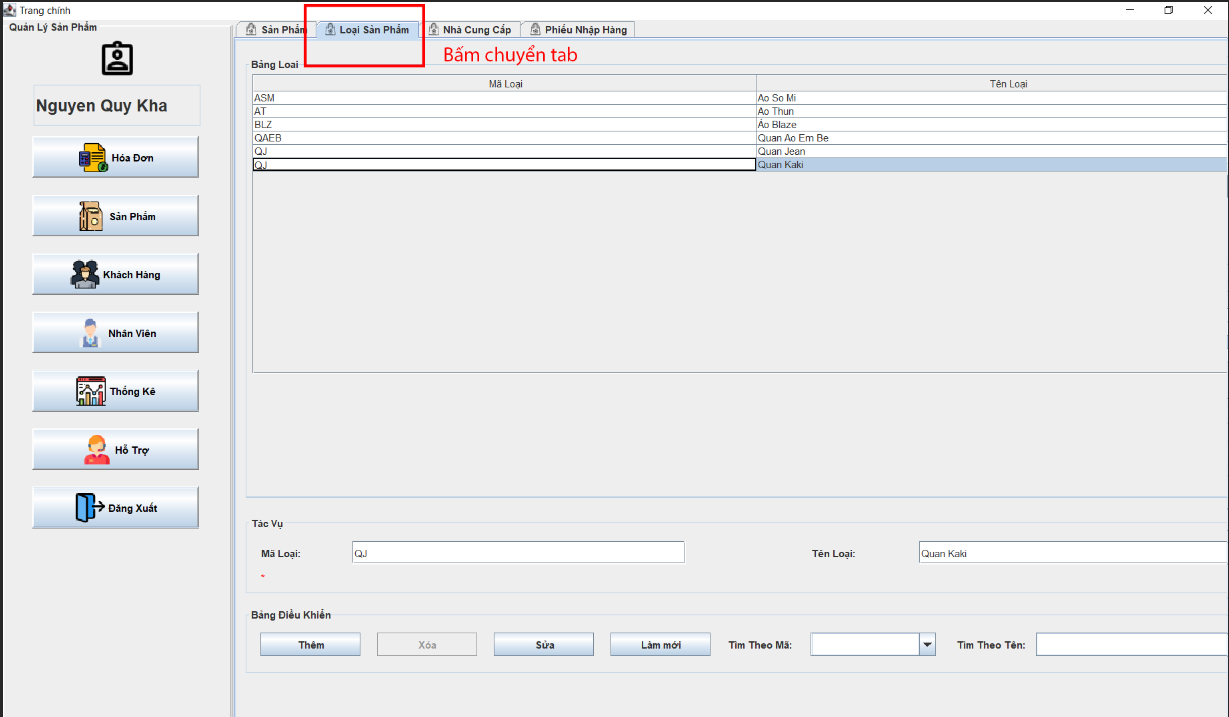 Trang chính
Quản Lý Sản Phẩm
Nguyen Quy Kha
Hóa Đơn
Sản Phẩm
Khách Hàng
Nhân Viên
Thống Kê
Hỗ Trợ
Đăng Xuất
Sản Phẩm Loại Sản Phẩm Nhà Cung Cấp Phiếu Nhập Hàng
Bấm chuyển tab
Bảng Loai
Mã Loại Tên Loại
ASM Ao So Mi
AT Ao Thun
BLZ Áo Blaze
QAEB Quan Ao Em Be
QJ Quan Jean
QJ Quan Kaki
Tác Vụ
Mã Loại: QJ Tên Loại: Quan Kaki
*
Bảng Điều Khiển
Thêm Xóa Sửa Làm mới Tìm Theo Mã: Tìm Theo Tên: